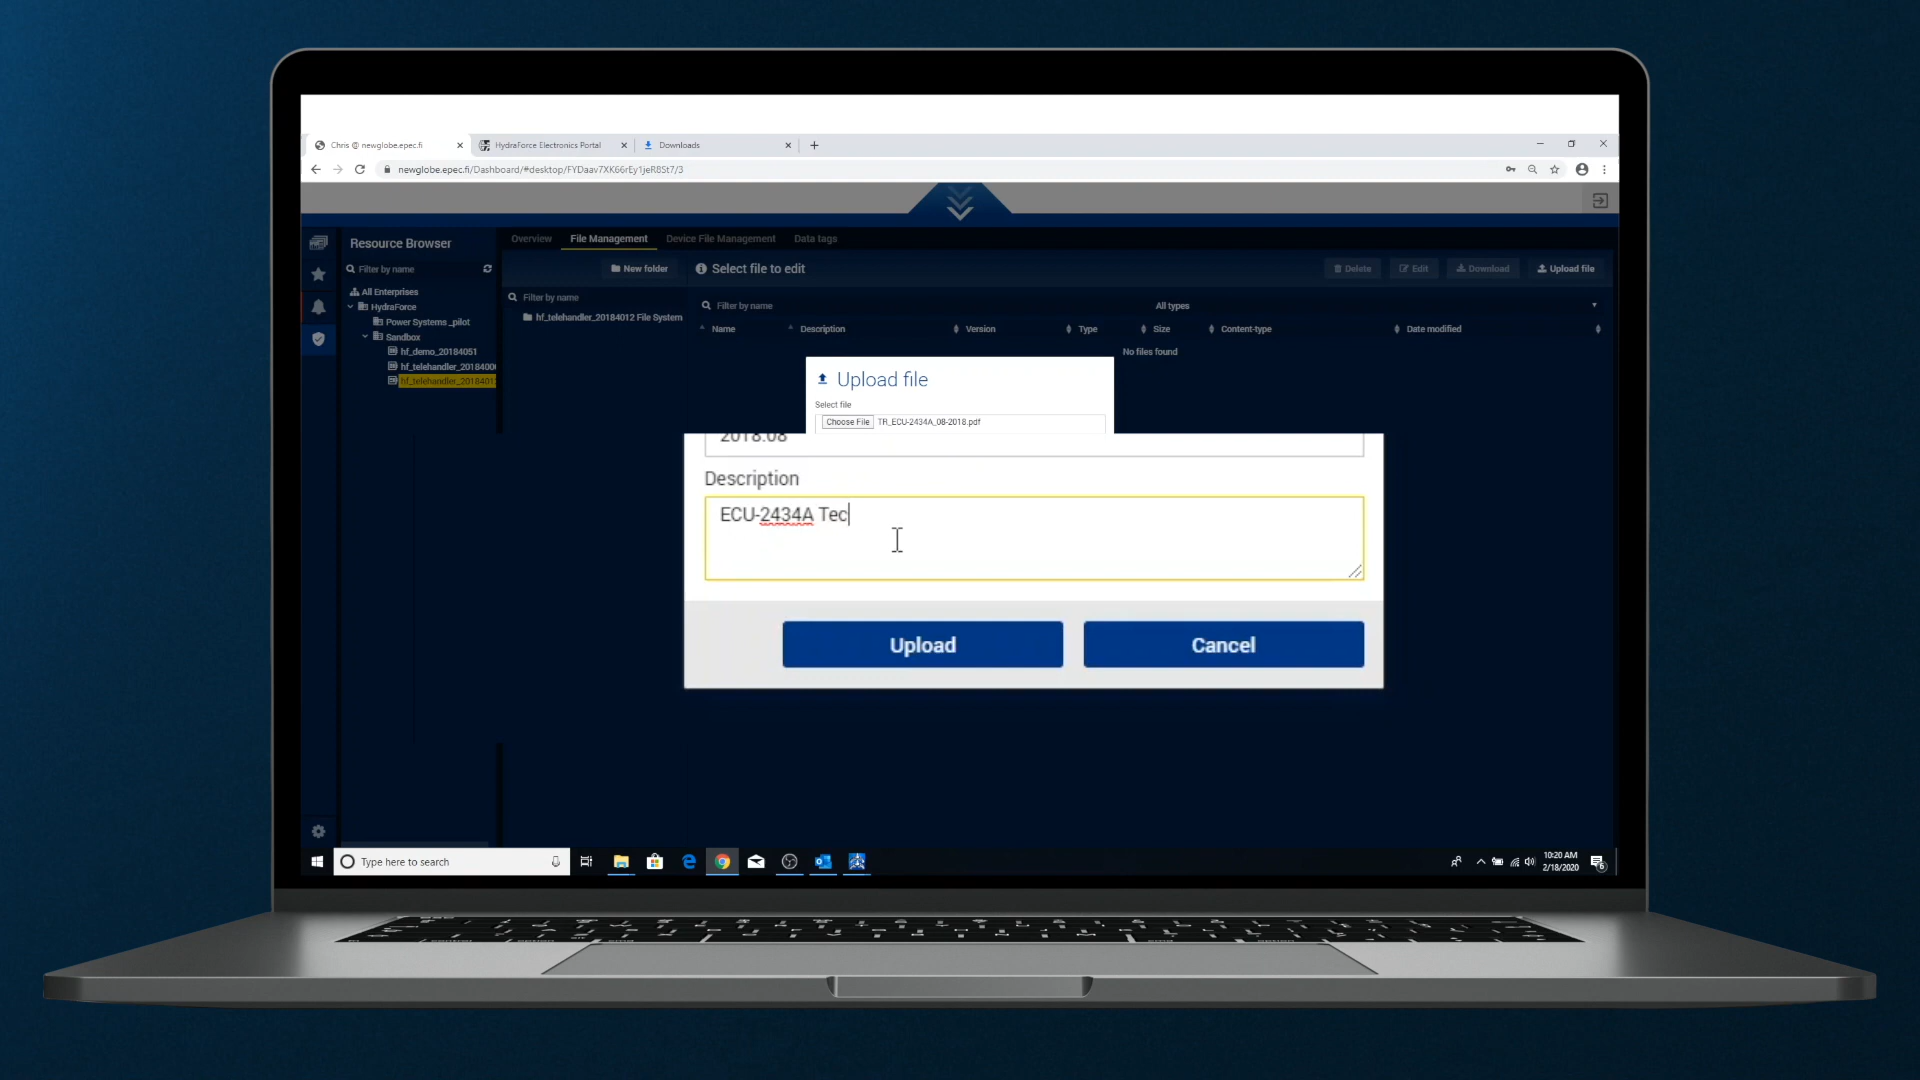 Chris @ newglobe.epec.fi
HydraForce Electronics Portal
Downloads
newglobe.epec.fi/Dashboard/#desktop/FYDaav7XK66rEy1jeR8St7/3
Resource Browser
Overview
File Management
Device File Management
Data tags
Filter by name
New folder
Select file to edit
Delete
Edit
Download
Upload file
All Enterprises
HydraForce
Power Systems_pilot
Sandbox
hf_demo_20184051
hf_telehandler_2018400
hf_telehandler_2018401
Filter by name
hf_telehandler_20184012 File System
Filter by name
All types
Name
Description
Version
Type
Size
Content-type
Date modified
No files found
Upload file
Select file
Choose File
TR_ECU-2434A_08-2018.pdf
2018.08
Description
ECU-2434A Tec
Upload
Cancel
Type here to search
10:20 AM
2/18/2020